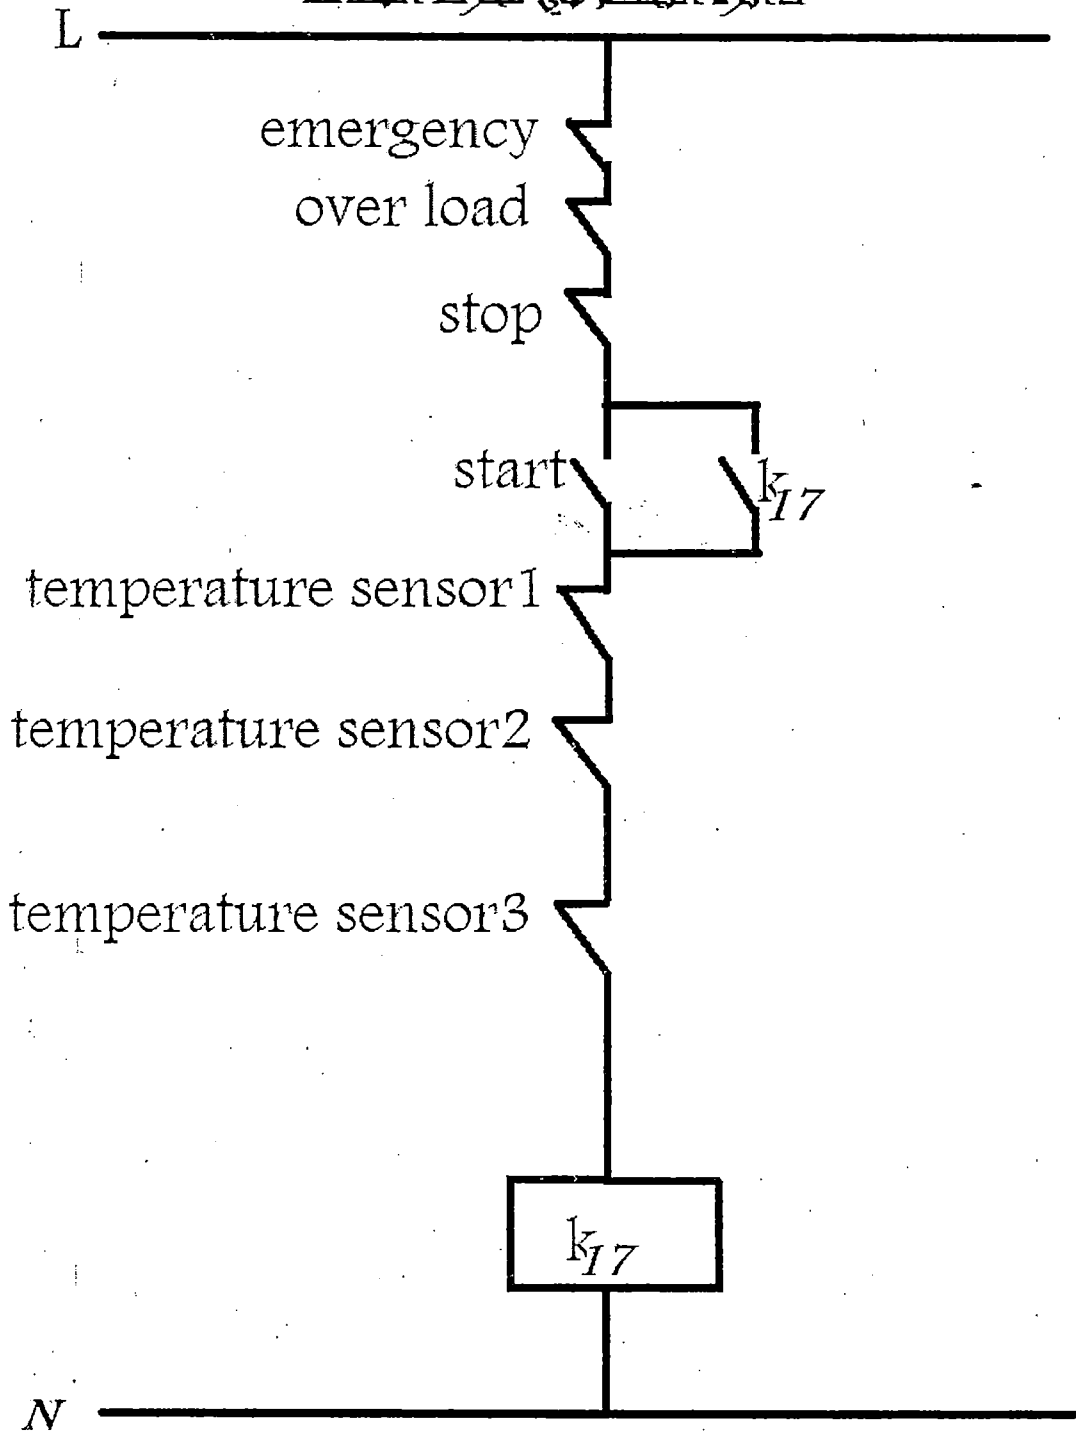 L
emergency
over load
stop
start
k17
temperature sensor1
temperature sensor2
temperature sensor3
k17
N